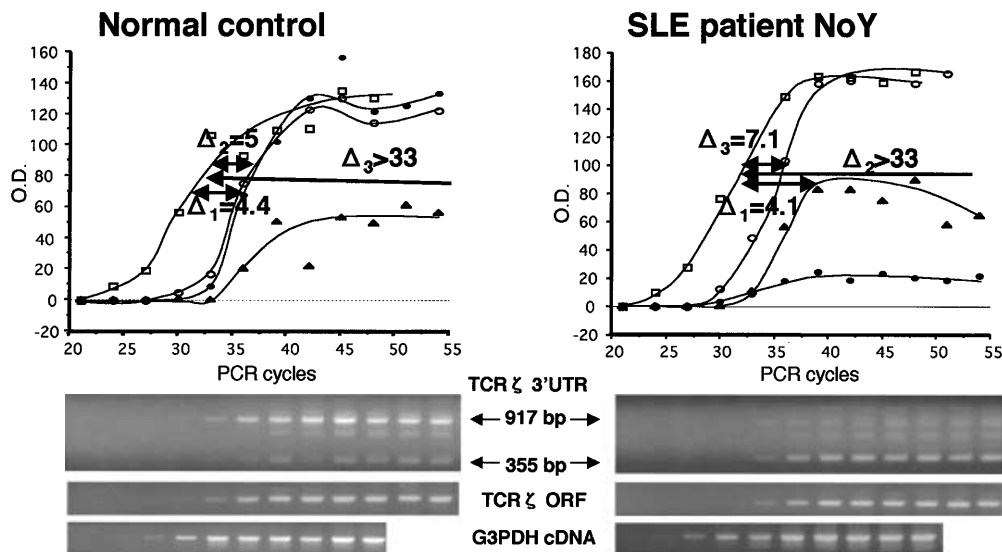 Normal control
SLE patient NoY
160
140
120
100
80
60
40
20
0
-20
O.D.
Δ2=5
Δ3>33
Δ1=4.4
20 25 30 35 40 45 50 55
PCR cycles
180
160
140
120
100
80
60
40
20
0
-20
O.D.
Δ3=7.1
Δ2>33
Δ1=4.1
20 25 30 35 40 45 50 55
PCR cycles
TCR ζ 3'UTR
917 bp
355 bp
TCR ζ ORF
G3PDH cDNA